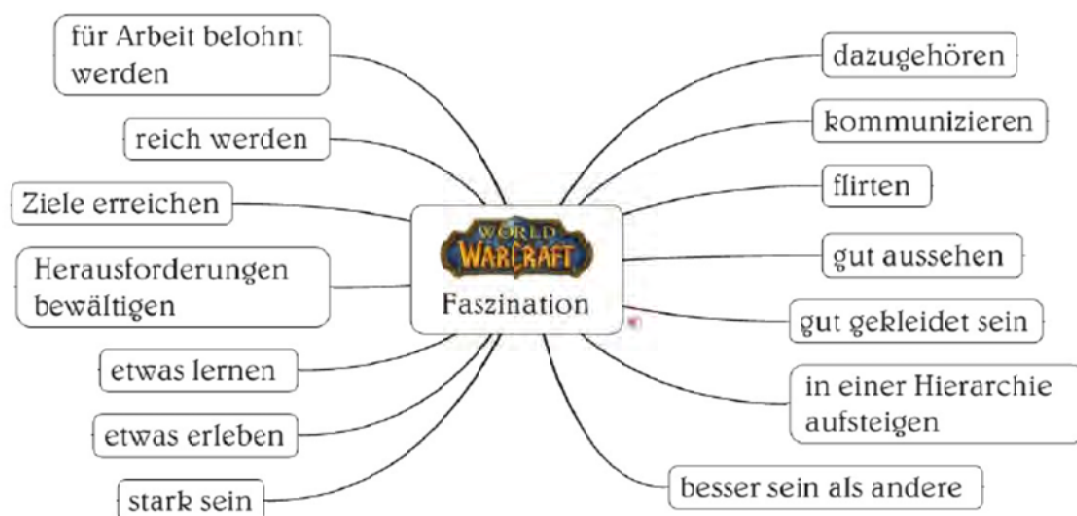 für Arbeit belohnt
werden
reich werden
Ziele erreichen
Herausforderungen
bewältigen
etwas lernen
etwas erleben
stark sein
WORLD
WARCRAFT
Faszination
dazugehören
kommunizieren
flirten
gut aussehen
gut gekleidet sein
in einer Hierarchie
aufsteigen
besser sein als andere